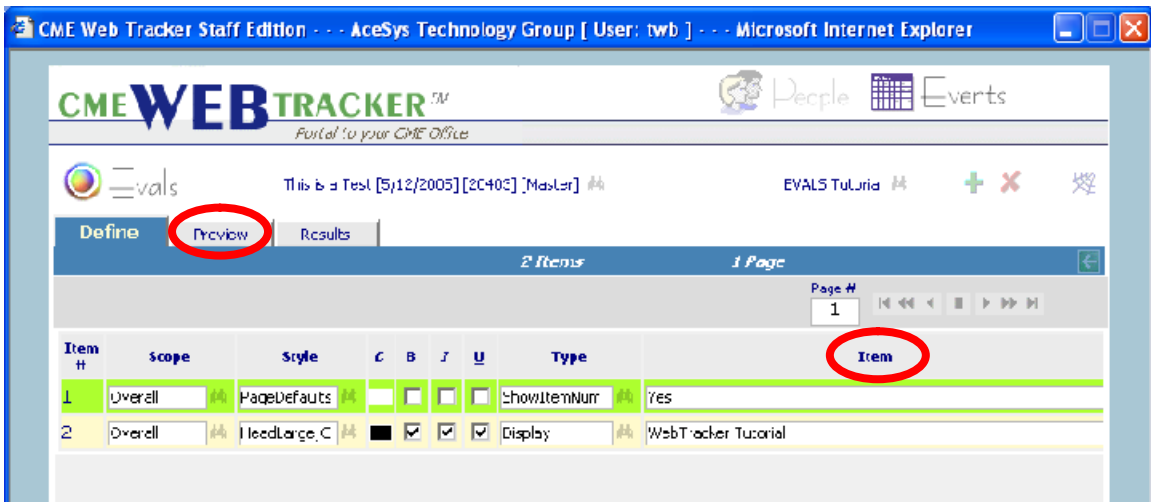 CME Web Tracker Staff Edition - - - AceSys Technology Group [ User: twb ] - - - Microsoft Internet Explorer
CMEWEBTRACKER™ People Events
Portal to your CME Office
Evals This is a Test [5/12/2005] [20403] [Master] EVALS Tutorial
Define Preview Results
2 Items 1 Page
Page #
1
Item # Scope Style C B I U Type Item
1 Overall PageDefaults ShowItemNum Yes
2 Overall HeadLarge,C Display WebTracker Tutorial